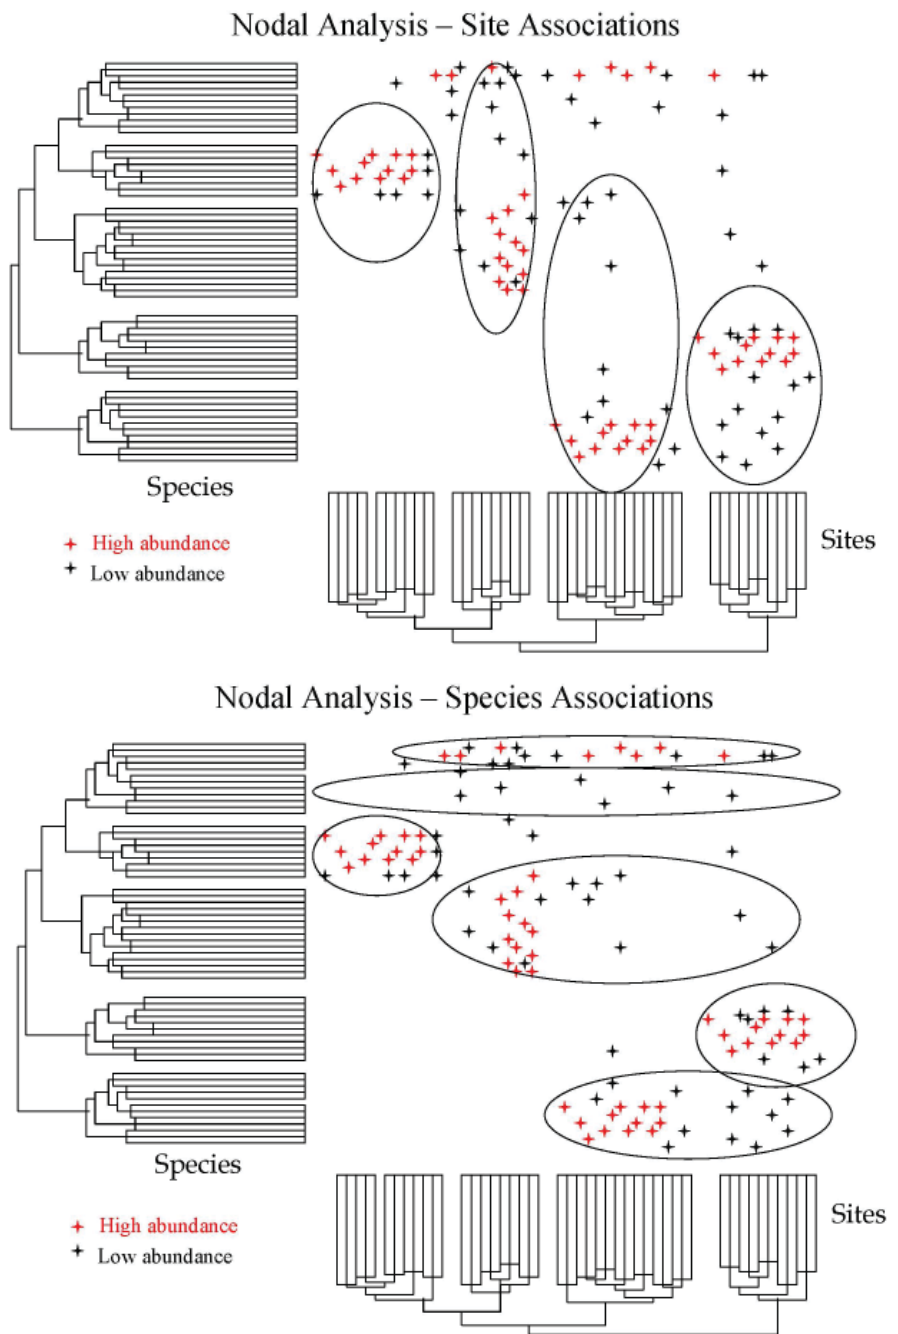 Nodal Analysis – Site Associations
Species
Sites
High abundance
Low abundance
Nodal Analysis – Species Associations
Species
Sites
High abundance
Low abundance